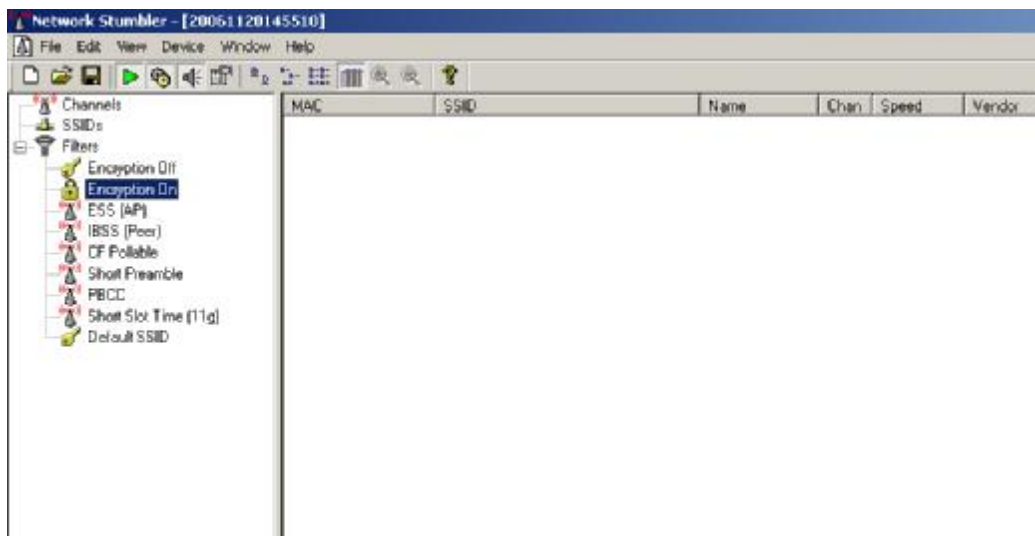 Network Stumbler - [20061120145510]
File Edit View Device Window Help
Channels
SSIDs
Filters
Encryption Off
Encryption On
ESS (AP)
IBSS (Peer)
CF Pollable
Short Preamble
PBCC
Short Slot Time (11g)
Default SSID
MAC SSID Name Chan Speed Vendor